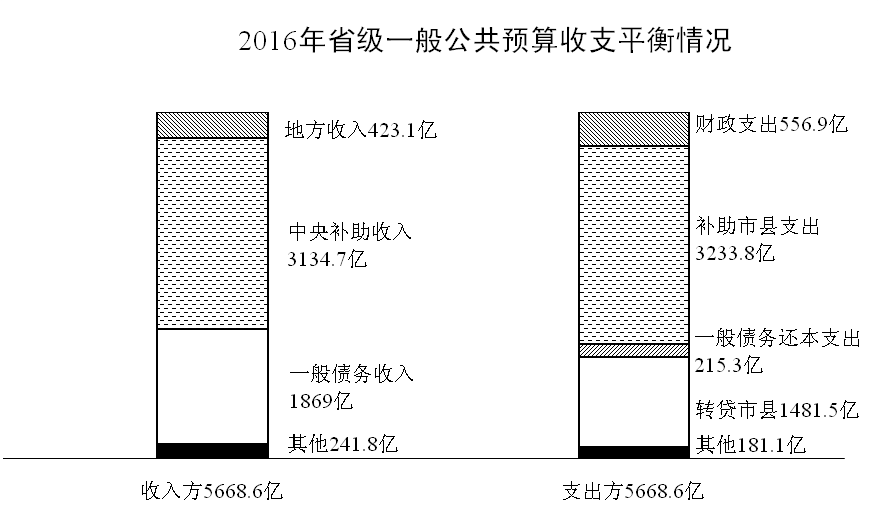 2016年省级一般公共预算收支平衡情况
地方收入423.1亿
中央补助收入
3134.7亿
一般债务收入
1869亿
其他241.8亿
收入方5668.6亿
财政支出556.9亿
补助市县支出
3233.8亿
一般债务还本支出
215.3亿
转贷市县1481.5亿
其他181.1亿
支出方5668.6亿